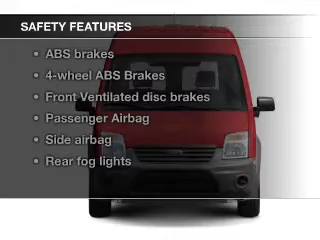 SAFETY FEATURES
• ABS brakes
• 4-wheel ABS Brakes
• Front Ventilated disc brakes
• Passenger Airbag
• Side airbag
• Rear fog lights